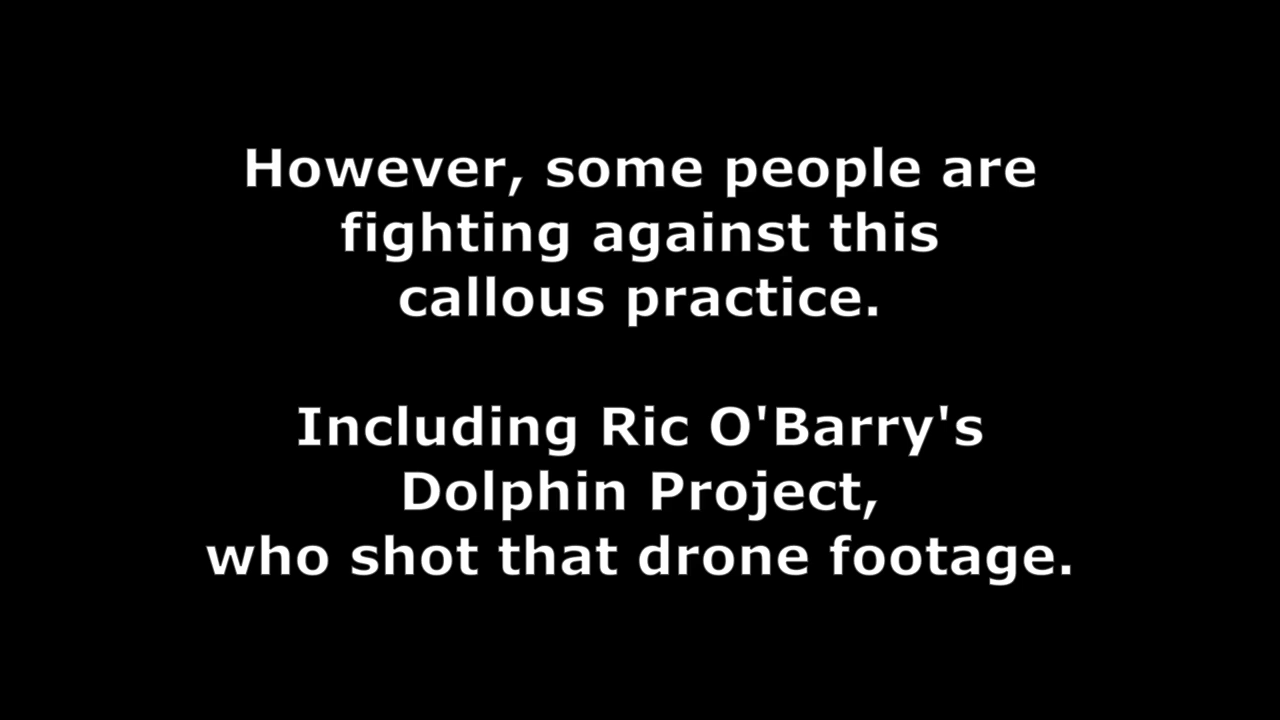 However, some people are
fighting against this
callous practice.
Including Ric O'Barry's
Dolphin Project,
who shot that drone footage.